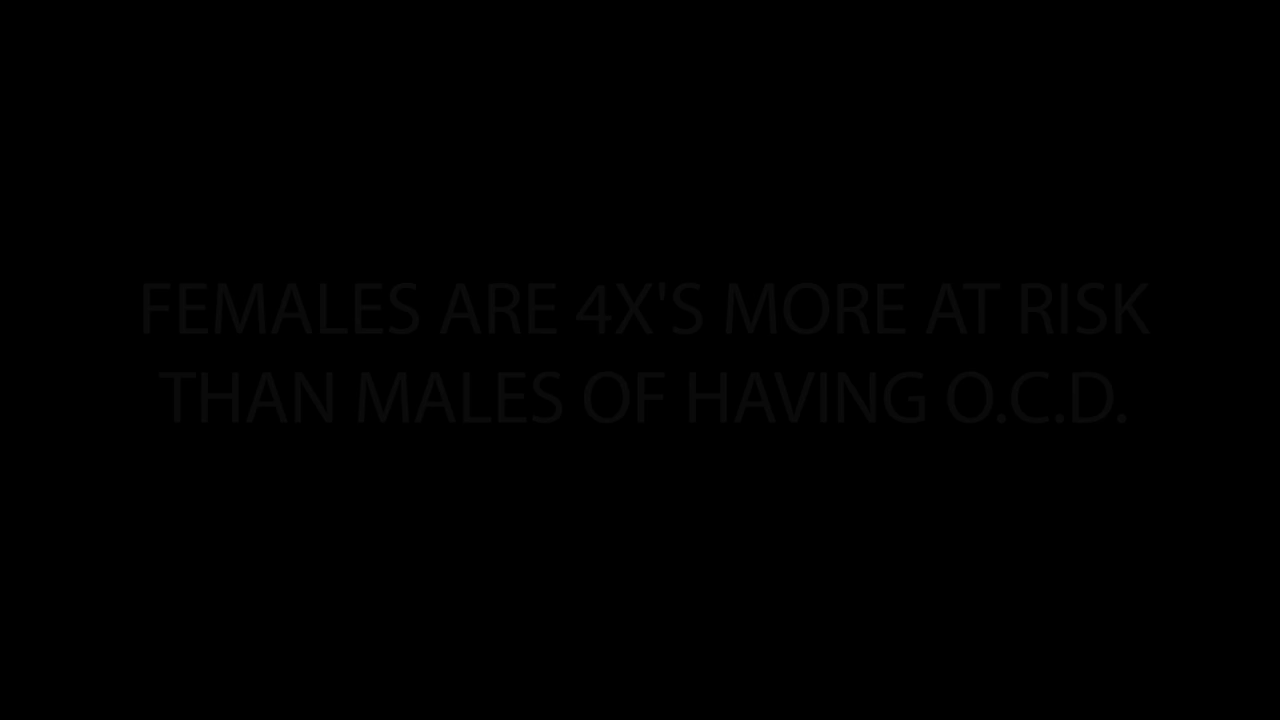 FEMALES ARE 4X'S MORE AT RISK
THAN MALES OF HAVING O.C.D.